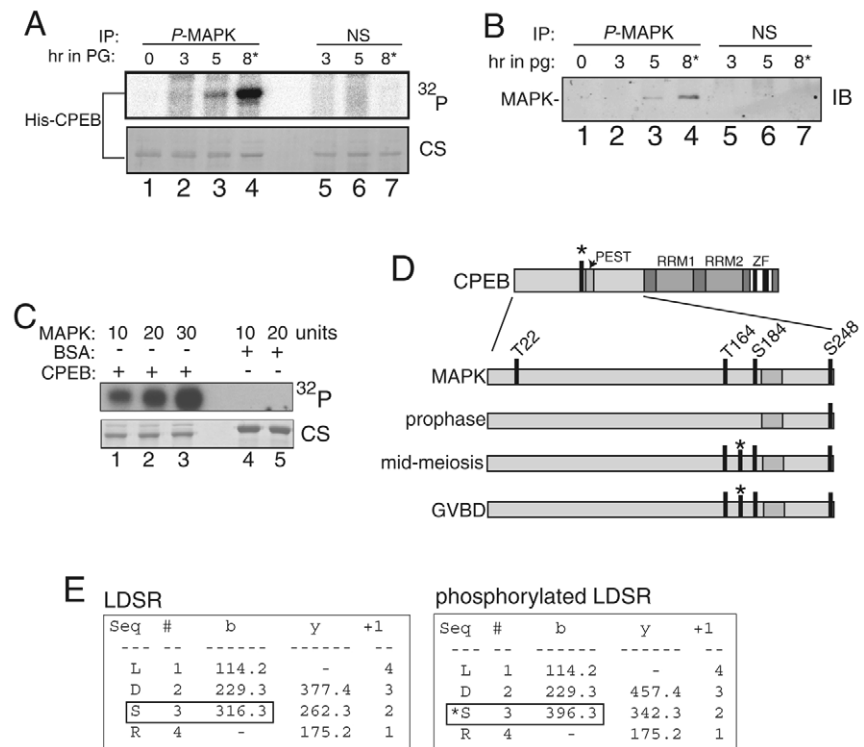 A
IP: P-MAPK NS
hr in PG: 0 3 5 8* 3 5 8*
His-CPEB
32P
CS
1 2 3 4 5 6 7
B
IP: P-MAPK NS
hr in pg: 0 3 5 8* 3 5 8*
MAPK- IB
1 2 3 4 5 6 7
C
MAPK: 10 20 30 10 20 units
BSA: - - - + +
CPEB: + + + - -
32P
CS
1 2 3 4 5
D
*
PEST RRM1 RRM2 ZF
CPEB
T22 T164 S184 S248
MAPK
prophase
*
mid-meiosis
*
GVBD
E
LDSR
Seq # b y +1
--- -- ------ ------ --
L 1 114.2 - 4
D 2 229.3 377.4 3
S 3 316.3 262.3 2
R 4 - 175.2 1
phosphorylated LDSR
Seq # b y +1
--- -- ------ ------ --
L 1 114.2 - 4
D 2 229.3 457.4 3
*S 3 396.3 342.3 2
R 4 - 175.2 1